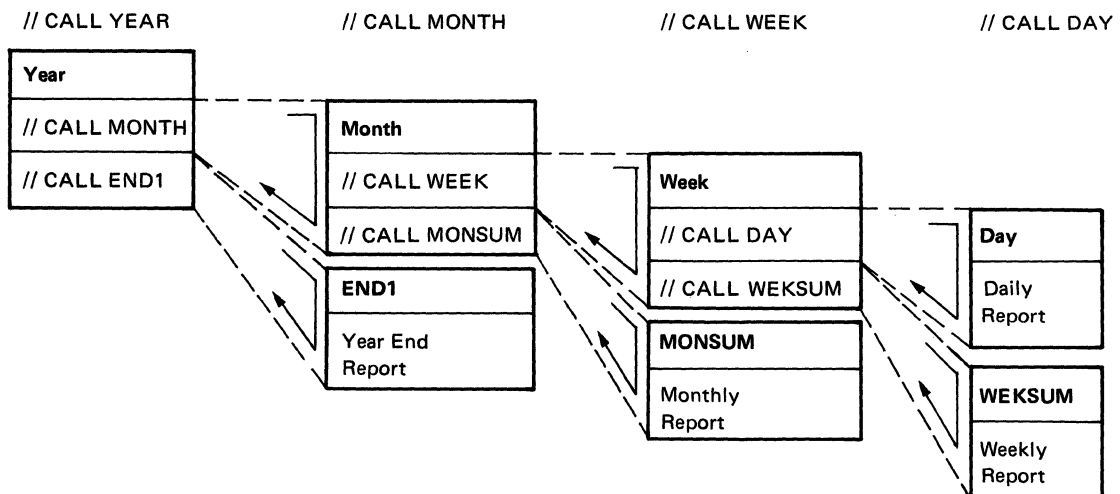 // CALL YEAR
// CALL MONTH
// CALL WEEK
// CALL DAY
Year
// CALL MONTH
// CALL END1
Month
// CALL WEEK
// CALL MONSUM
END1
Year End
Report
Week
// CALL DAY
// CALL WEKSUM
MONSUM
Monthly
Report
Day
Daily
Report
WEKSUM
Weekly
Report